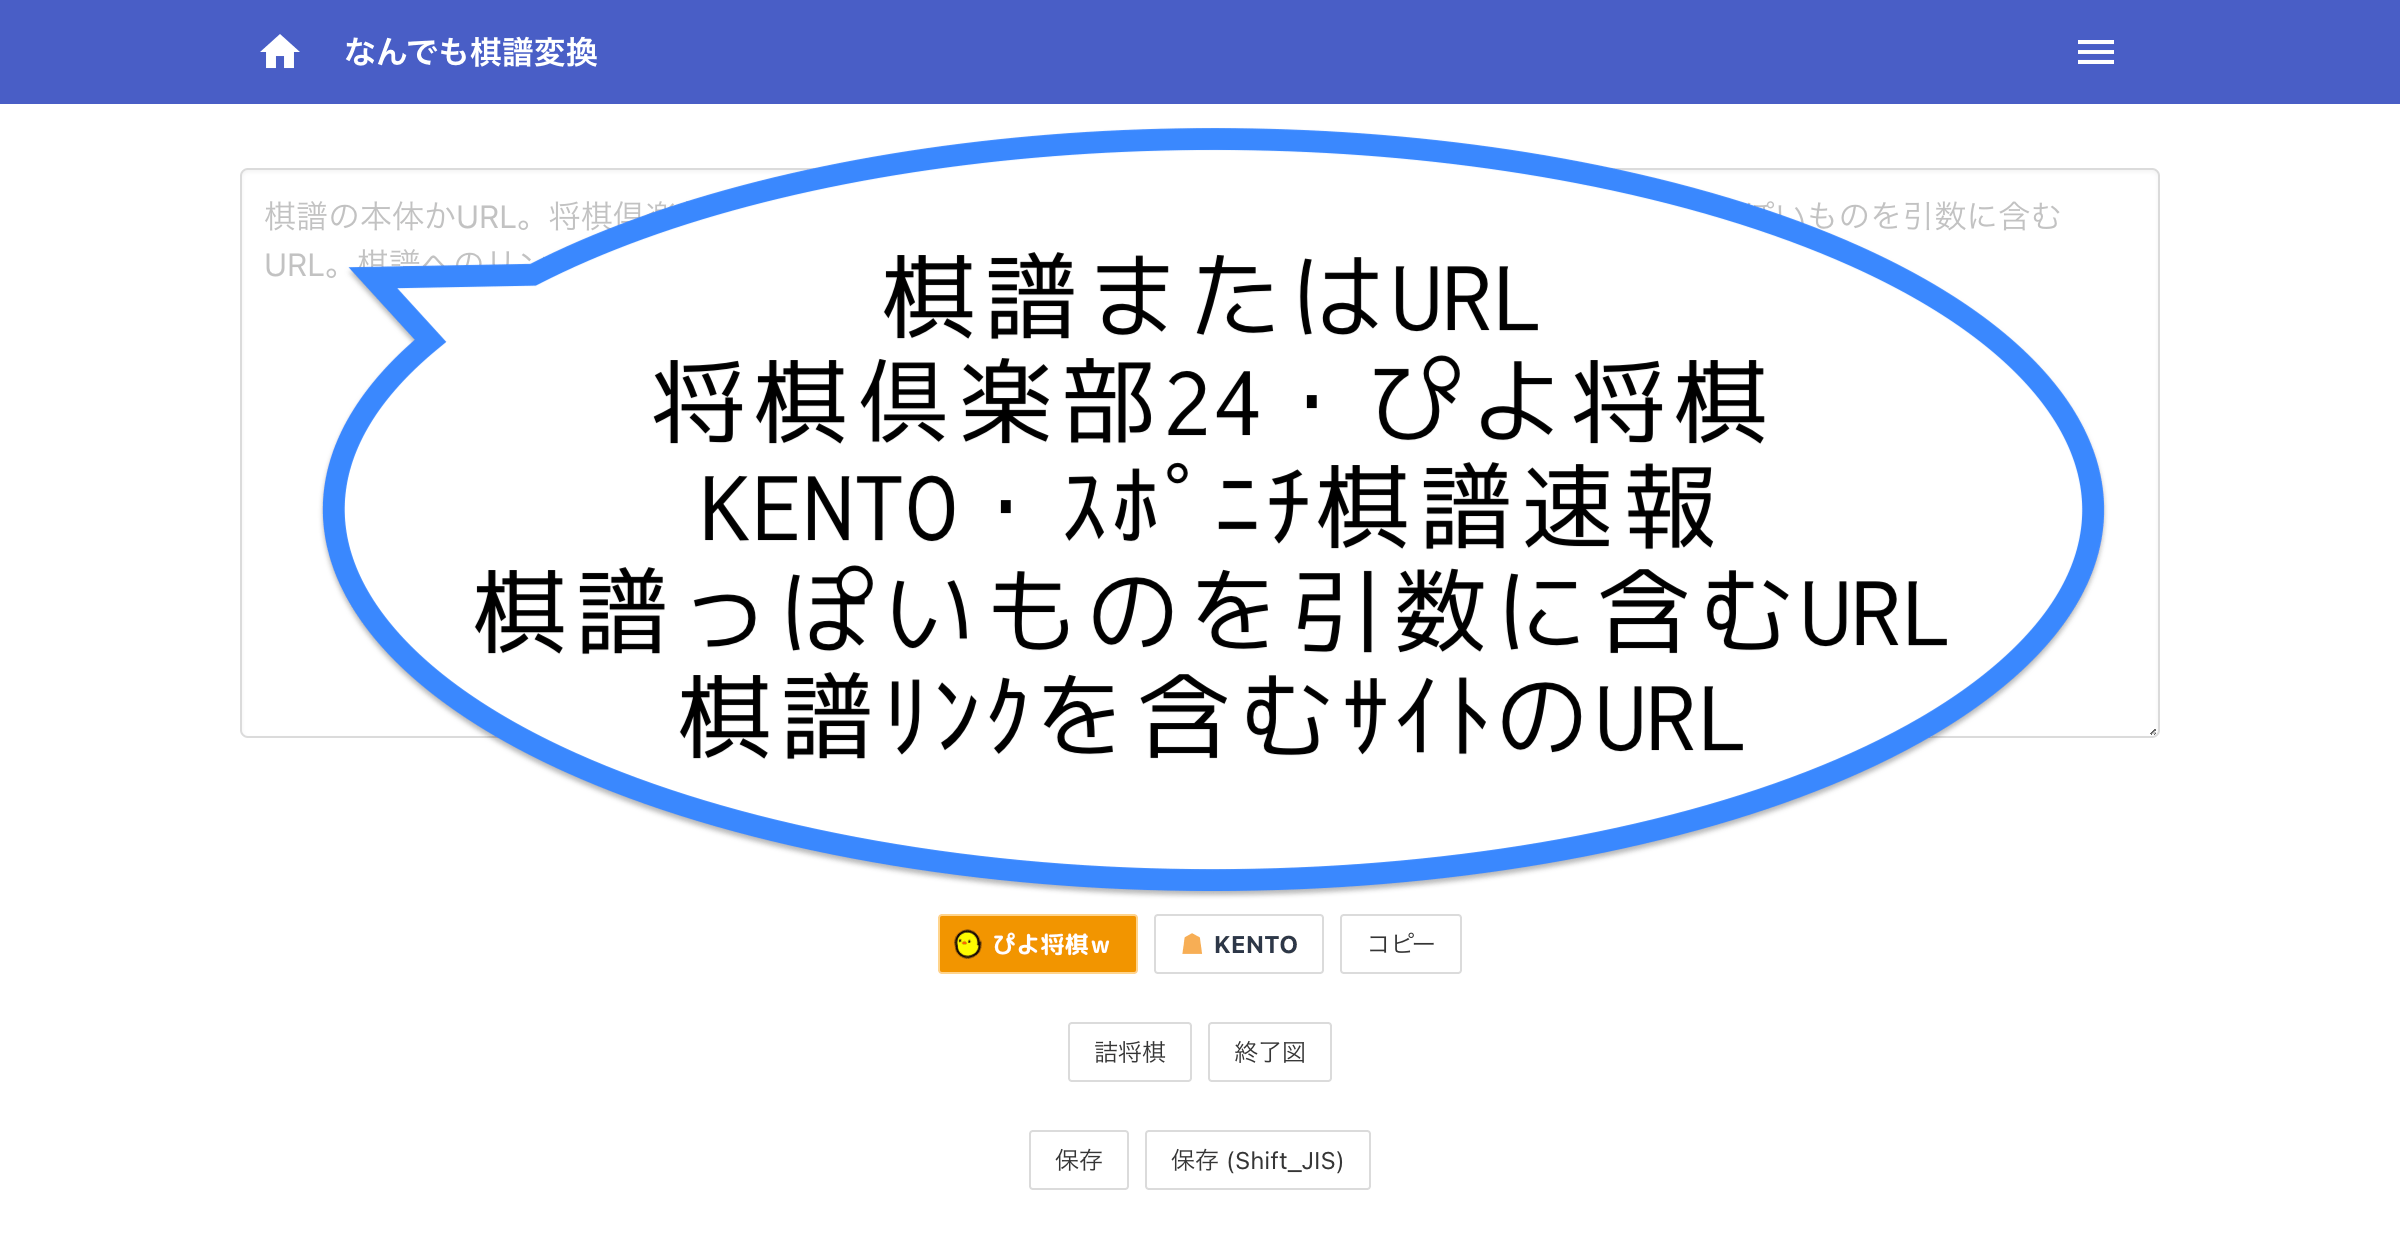 なんでも棋譜変換
棋譜の本体かURL。将棋倶楽
ぽいものを引数に含む
URL。棋譜へのリン
棋譜またはURL
将棋倶楽部24・ぴよ将棋
KENTO・ｽﾎﾟﾆﾁ棋譜速報
棋譜っぽいものを引数に含むURL
棋譜ﾘﾝｸを含むｻｲﾄのURL
ぴよ将棋w
KENTO
コピー
詰将棋
終了図
保存
保存 (Shift_JIS)